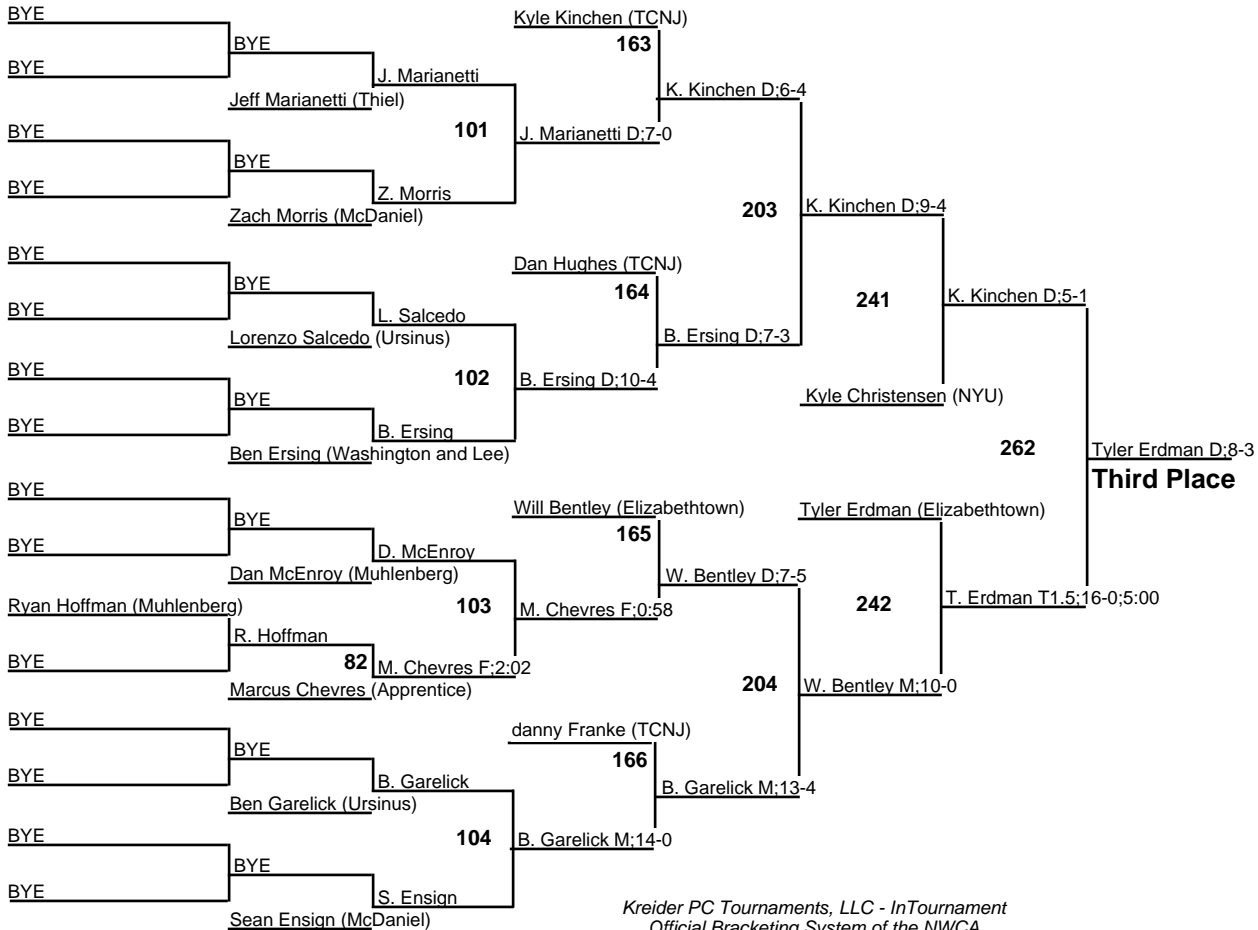 BYE
Kyle Kinchen (TCNJ)
163
BYE
BYE
J. Marianetti
K. Kinchen D;6-4
Jeff Marianetti (Thiel)
101
J. Marianetti D;7-0
BYE
BYE
BYE
Z. Morris
203
K. Kinchen D;9-4
Zach Morris (McDaniel)
BYE
Dan Hughes (TCNJ)
164
BYE
241
K. Kinchen D;5-1
BYE
L. Salcedo
Lorenzo Salcedo (Ursinus)
B. Ersing D;7-3
BYE
102
B. Ersing D;10-4
Kyle Christensen (NYU)
BYE
BYE
B. Ersing
Ben Ersing (Washington and Lee)
262
Tyler Erdman D;8-3
Third Place
BYE
Will Bentley (Elizabethtown)
Tyler Erdman (Elizabethtown)
BYE
165
BYE
D. McEnroy
Dan McEnroy (Muhlenberg)
W. Bentley D;7-5
Ryan Hoffman (Muhlenberg)
103
M. Chevres F;0:58
242
T. Erdman T1.5;16-0;5:00
R. Hoffman
BYE
82
M. Chevres F;2:02
Marcus Chevres (Apprentice)
204
W. Bentley M;10-0
BYE
danny Franke (TCNJ)
166
BYE
BYE
B. Garelick
B. Garelick M;13-4
Ben Garelick (Ursinus)
BYE
104
B. Garelick M;14-0
BYE
BYE
S. Ensign
Sean Ensign (McDaniel)
Kreider PC Tournaments, LLC - InTournament
Official Bracketing System of the NWCA